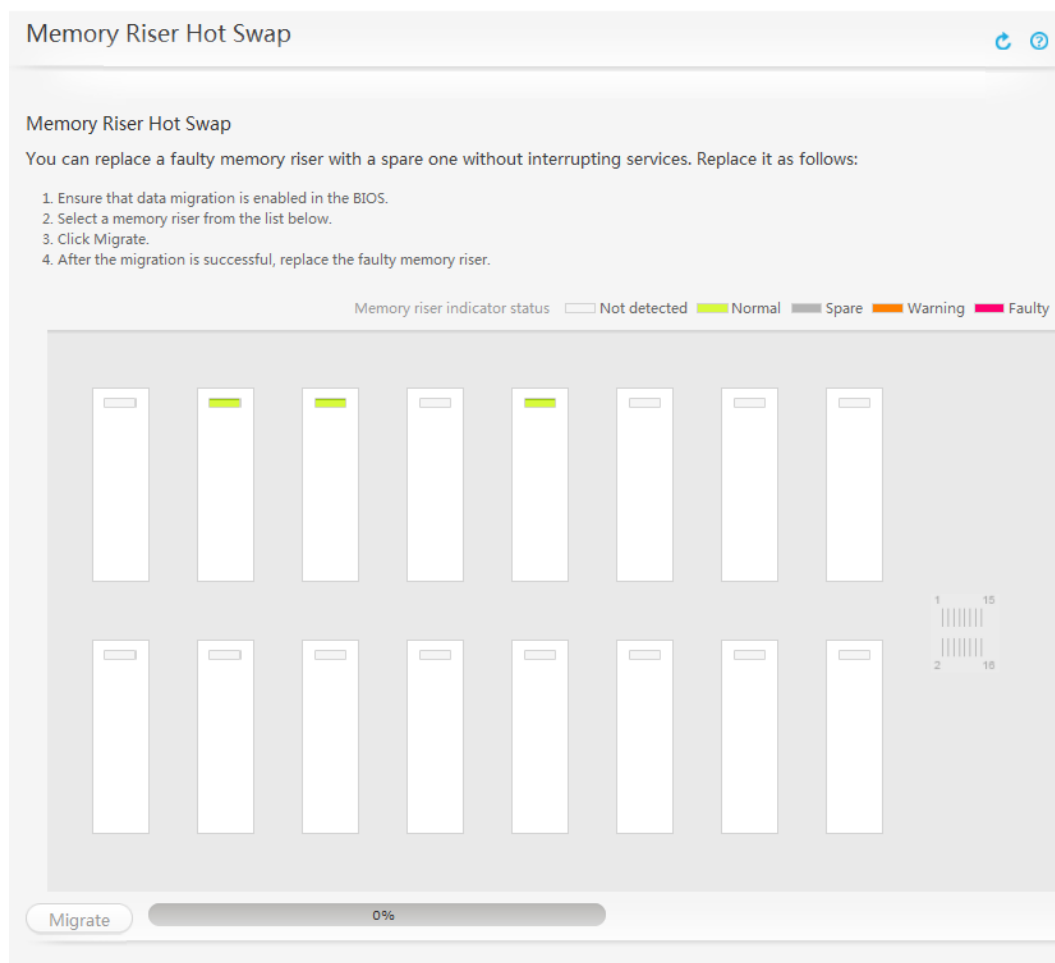 Memory Riser Hot Swap
Memory Riser Hot Swap
You can replace a faulty memory riser with a spare one without interrupting services. Replace it as follows:
1. Ensure that data migration is enabled in the BIOS.
2. Select a memory riser from the list below.
3. Click Migrate.
4. After the migration is successful, replace the faulty memory riser.
Memory riser indicator status Not detected Normal Spare Warning Faulty
1 15
2 16
Migrate 0%